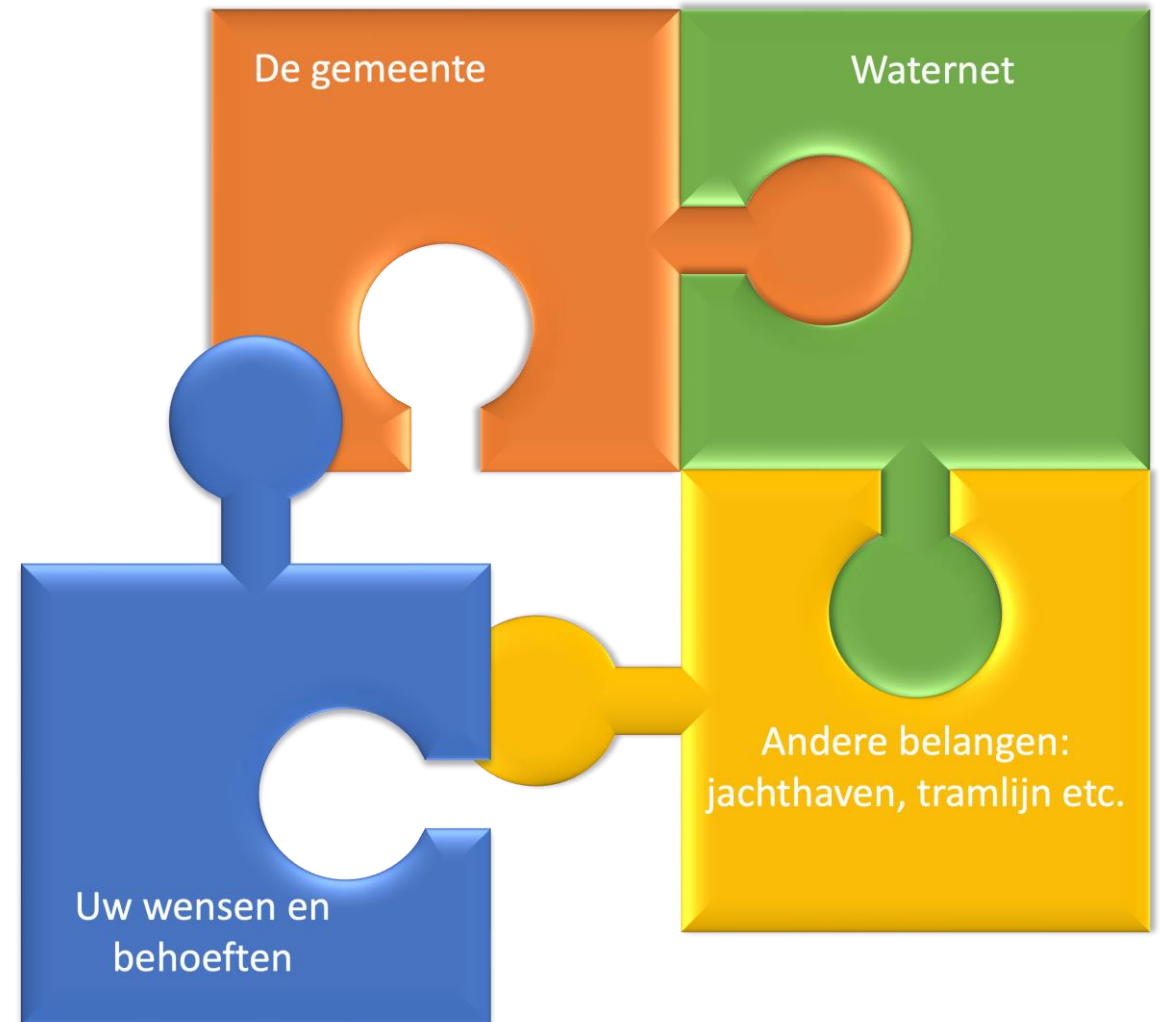 De gemeente
Waternet
Andere belangen:
jachthaven, tramlijn etc.
Uw wensen en
behoeften